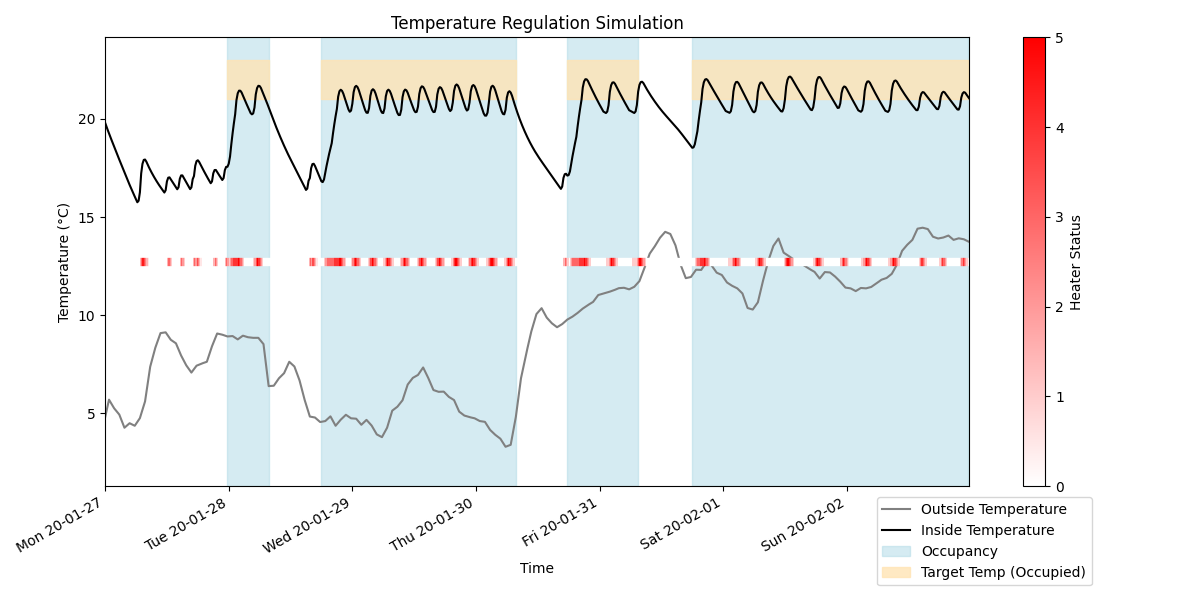 Temperature Regulation Simulation
Temperature (°C)
20
15
10
5
Mon 20-01-27
Tue 20-01-28
Wed 20-01-29
Thu 20-01-30
Fri 20-01-31
Sat 20-02-01
Sun 20-02-02
Time
5
4
3
2
1
0
Heater Status
Outside Temperature
Inside Temperature
Occupancy
Target Temp (Occupied)